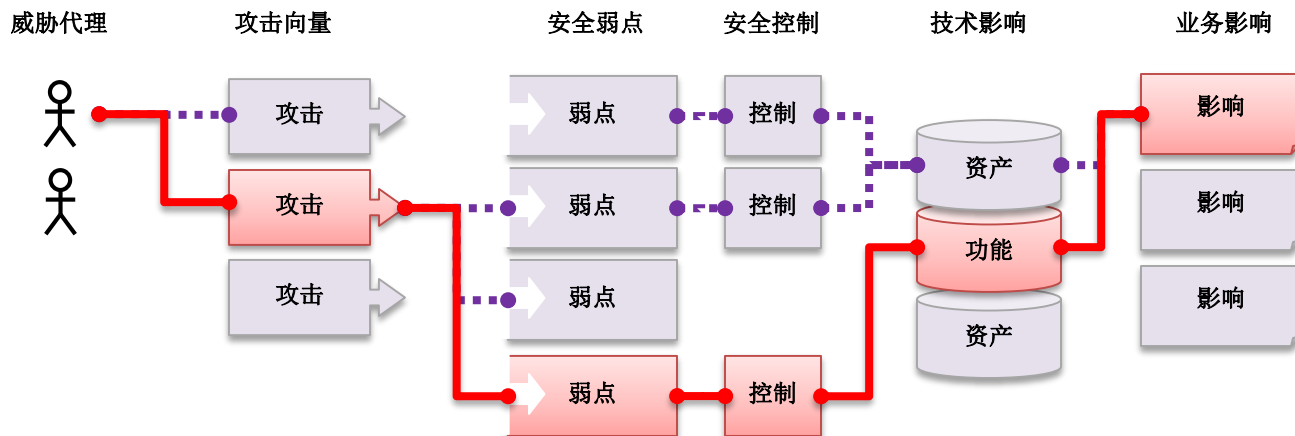 威胁代理 攻击向量 安全弱点 安全控制 技术影响 业务影响
攻击 弱点 控制 影响
资产
攻击 弱点 控制 影响
功能
攻击 弱点 影响
资产
弱点 控制